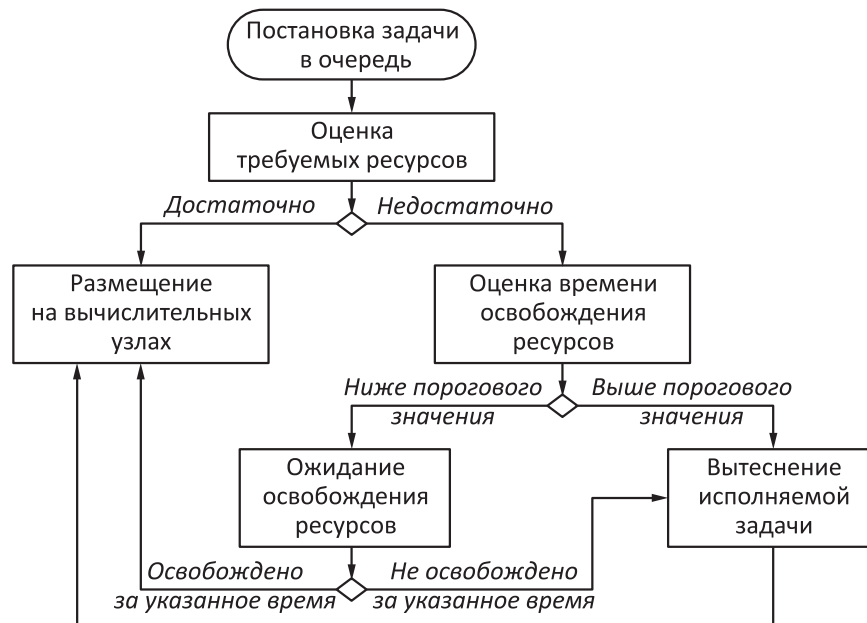 Постановка задачи
в очередь
Оценка
требуемых ресурсов
Достаточно
Недостаточно
Размещение
на вычислительных
узлах
Оценка времени
освобождения
ресурсов
Ниже порогового
значения
Выше порогового
значения
Ожидание
освобождения
ресурсов
Вытеснение
исполняемой
задачи
Освобождено
за указанное время
Не освобождено
за указанное время